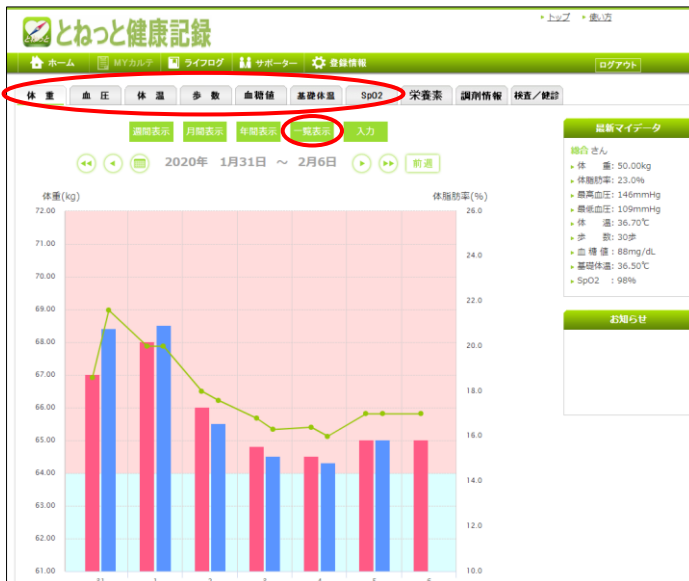 トップ 使い方
とねっと健康記録
ホーム MYカルテ ライフログ サポーター 登録情報 ログアウト
体 重 血 圧 体 温 歩 数 血糖値 基礎体温 SpO2 栄養素 調剤情報 検査／健診
週間表示 月間表示 年間表示 一覧表示 入力
2020年 1月31日 ～ 2月6日 前週
体重(kg) 体脂肪率(%)
72.00 26.0
71.00
24.0
70.00
22.0
69.00
68.00 20.0
67.00
18.0
66.00
65.00 16.0
64.00
14.0
63.00
12.0
62.00
61.00 10.0
31 1 2 3 4 5 6
最新マイデータ
総合 さん
体 重: 50.00kg
体脂肪率: 23.0%
最高血圧: 146mmHg
最低血圧: 109mmHg
体 温: 36.70℃
歩 数: 30歩
血 糖 値 : 88mg/dL
基礎体温: 36.50℃
SpO2 : 98%
お知らせ